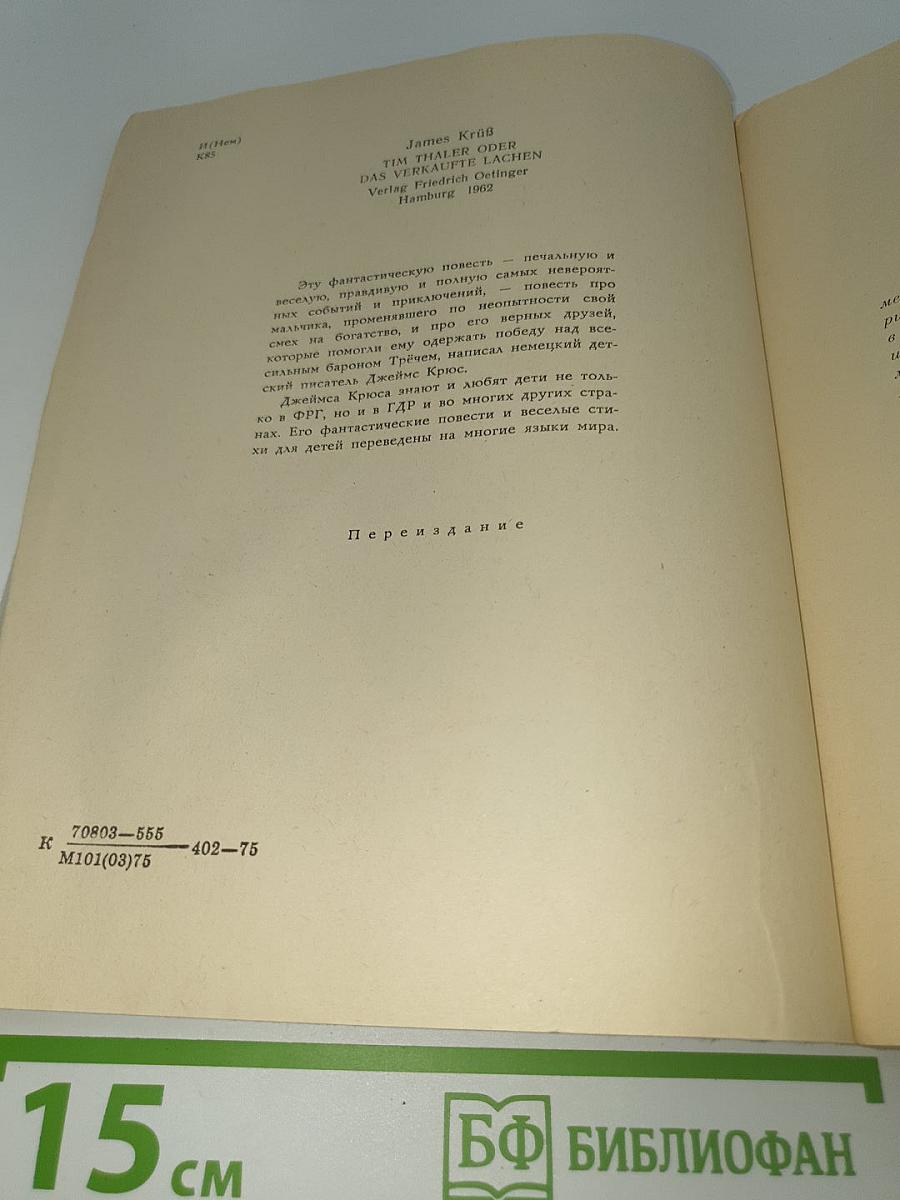 И(Нем)
К85
James Krüß
TIM THALER ODER
DAS VERKAUFTE LACHEN
Verlag Friedrich Oetinger
Hamburg 1962
Эту фантастическую повесть — печальную и
веселую, правдивую и полную самых невероят-
ных событий и приключений, — повесть про
мальчика, променявшего по неопытности свой
смех на богатство, и про его верных друзей,
которые помогли ему одержать победу над все-
сильным бароном Трёчем, написал немецкий дет-
ский писатель Джеймс Крюс.
Джеймса Крюса знают и любят дети не толь-
ко в ФРГ, но и в ГДР и во многих других стра-
нах. Его фантастические повести и веселые сти-
хи для детей переведены на многие языки мира.
Переиздание
К 70803—555
М101(03)75 —402—75
15 см
БФ БИБЛИОФАН